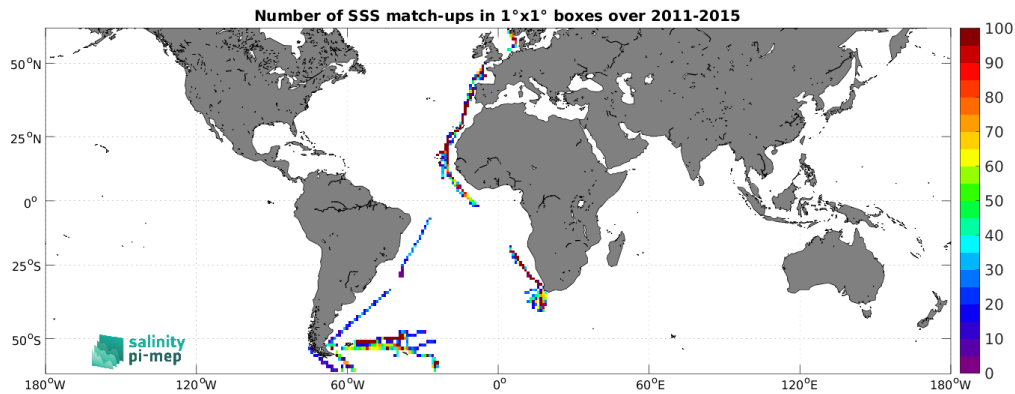 Number of SSS match-ups in 1°x1° boxes over 2011-2015
50°N
25°N
0°
25°S
50°S
180°W
120°W
60°W
0°
60°E
120°E
180°W
100
90
80
70
60
50
40
30
20
10
0
salinity
pi-mep